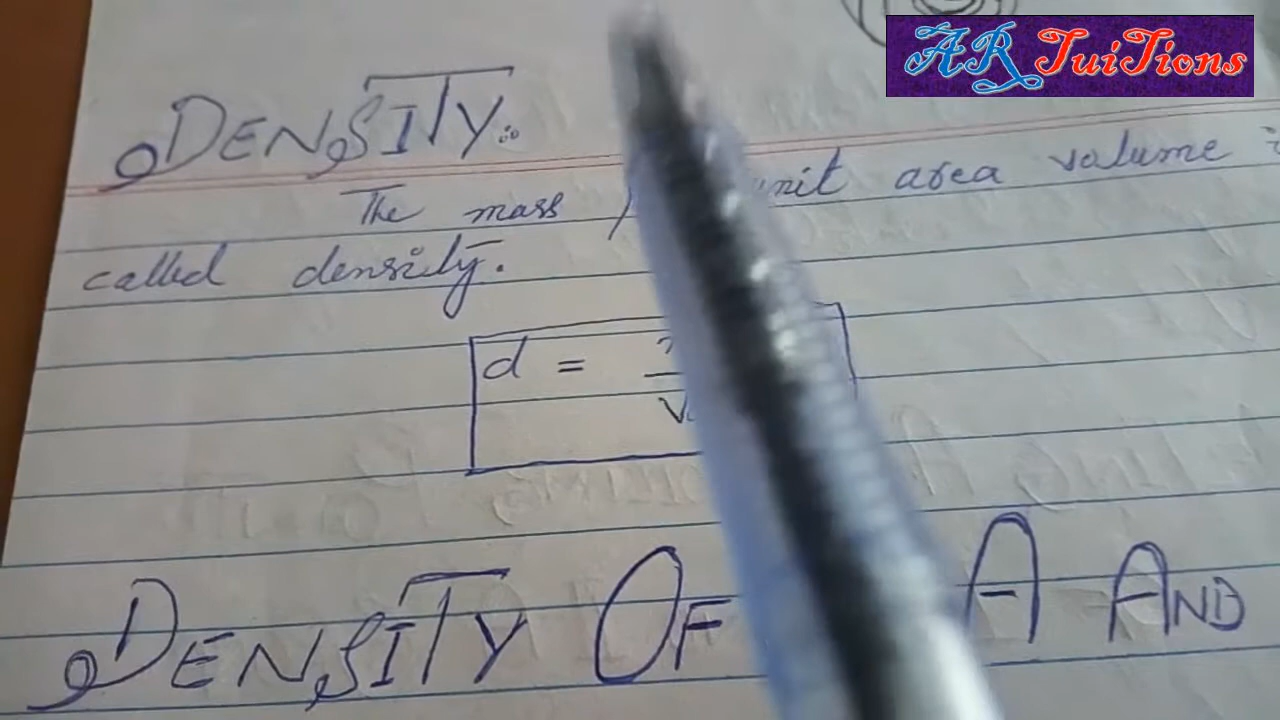 AR TuiTions
DENSITY:
The mass unit area volume
called density.
d =
DENSITY OF A AND